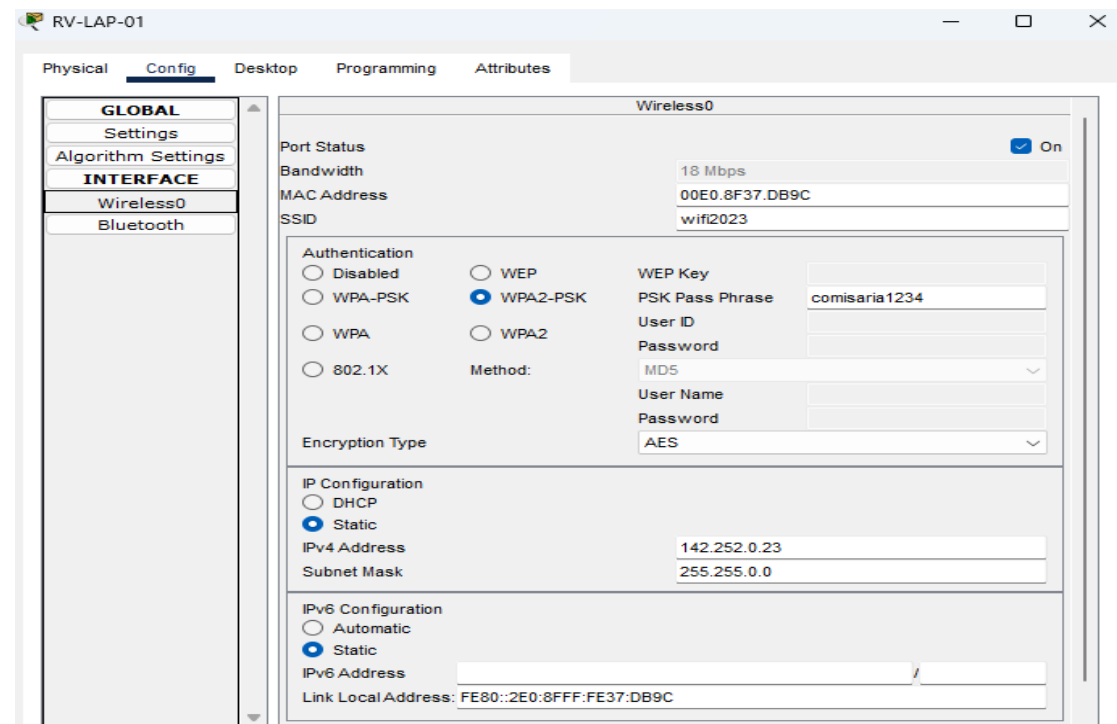 RV-LAP-01
Physical Config Desktop Programming Attributes
GLOBAL
Settings
Algorithm Settings
INTERFACE
Wireless0
Bluetooth
Wireless0
Port Status On
Bandwidth 18 Mbps
MAC Address 00E0.8F37.DB9C
SSID wifi2023
Authentication
Disabled WEP WEP Key
WPA-PSK WPA2-PSK PSK Pass Phrase comisaria1234
User ID
WPA WPA2
Password
802.1X Method: MD5
User Name
Password
Encryption Type AES
IP Configuration
DHCP
Static
IPv4 Address 142.252.0.23
Subnet Mask 255.255.0.0
IPv6 Configuration
Automatic
Static
IPv6 Address /
Link Local Address: FE80::2E0:8FFF:FE37:DB9C